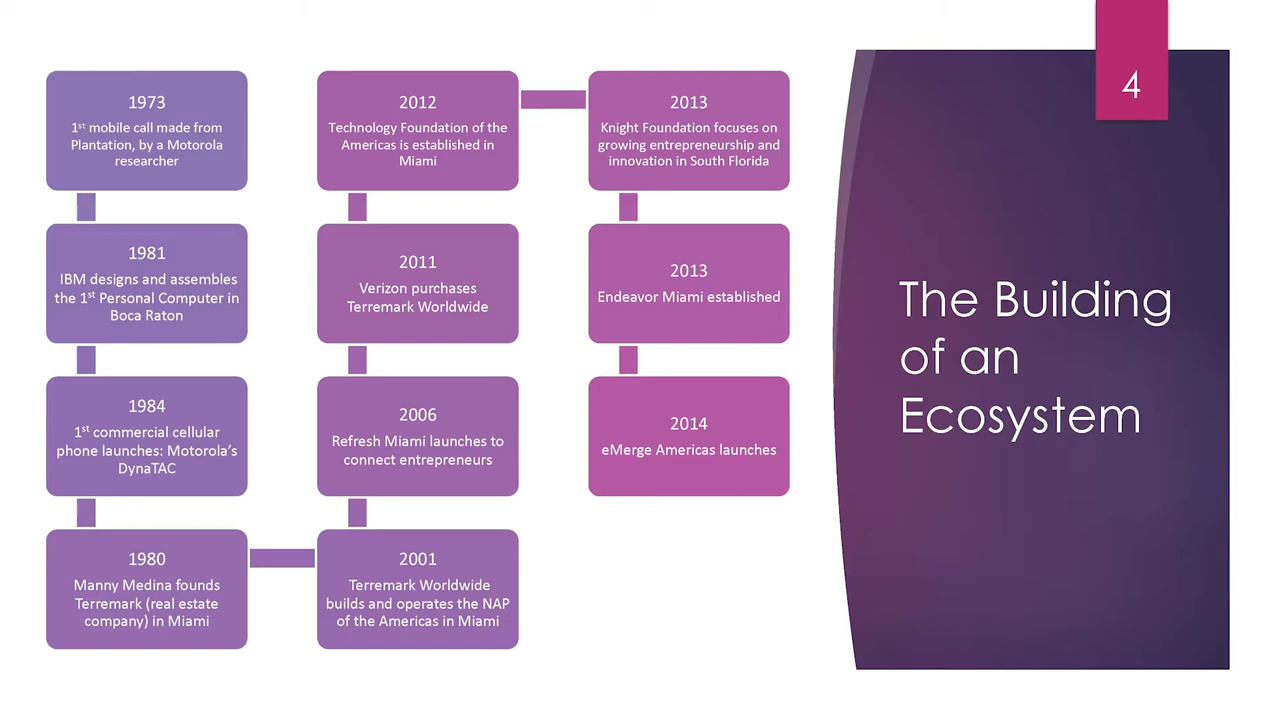 1973
1st mobile call made from
Plantation, by a Motorola
researcher
1981
IBM designs and assembles
the 1st Personal Computer in
Boca Raton
1984
1st commercial cellular
phone launches: Motorola's
DynaTAC
1980
Manny Medina founds
Terremark (real estate
company) in Miami
2001
Terremark Worldwide
builds and operates the NAP
of the Americas in Miami
2006
Refresh Miami launches to
connect entrepreneurs
2011
Verizon purchases
Terremark Worldwide
2012
Technology Foundation of the
Americas is established in
Miami
2013
Knight Foundation focuses on
growing entrepreneurship and
innovation in South Florida
2013
Endeavor Miami established
2014
eMerge Americas launches
4
The Building
of an
Ecosystem